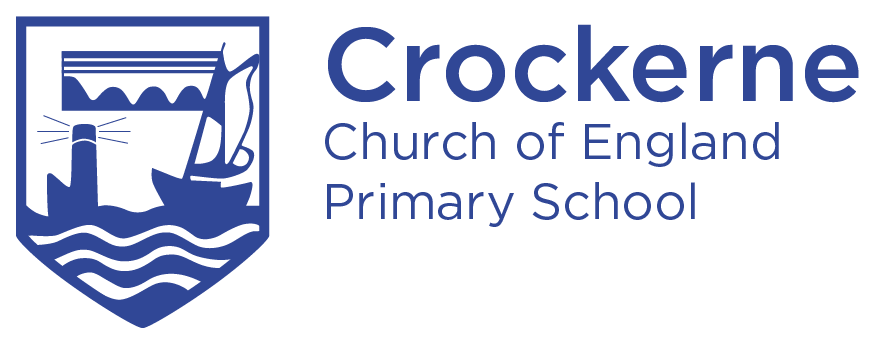 Crockerne
Church of England
Primary School